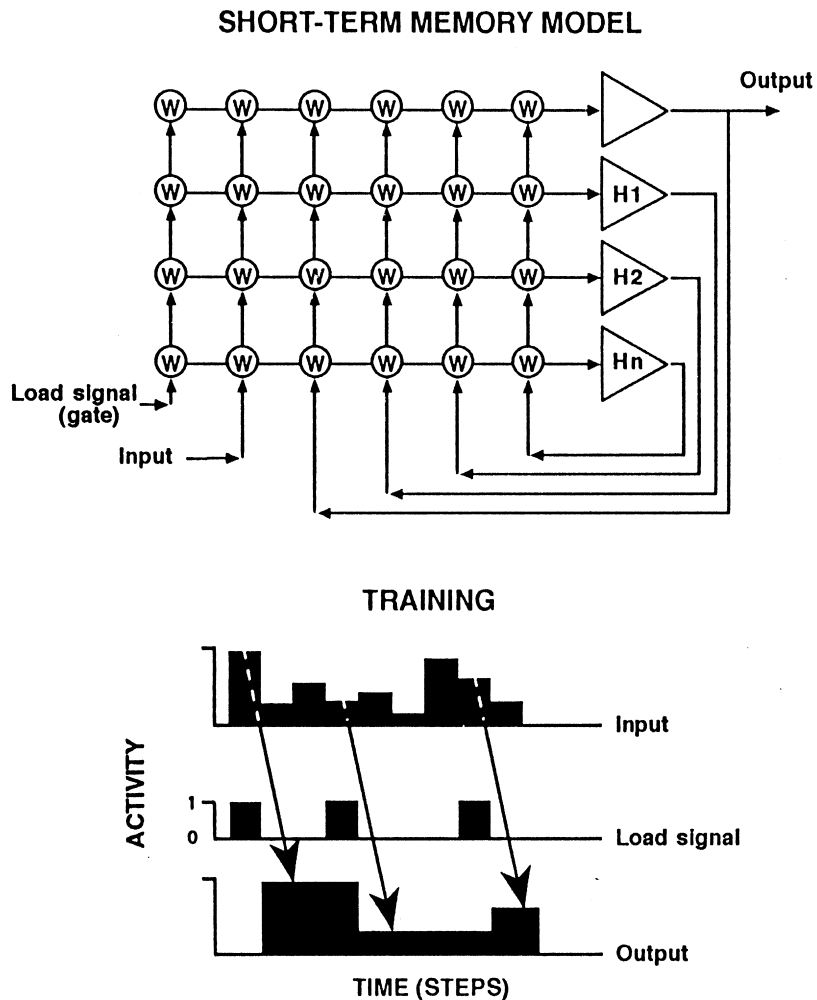 SHORT-TERM MEMORY MODEL
Output
W W W W W W
W W W W W W H1
W W W W W W H2
W W W W W W Hn
Load signal
(gate)
Input
TRAINING
ACTIVITY
Input
1
0
Load signal
Output
TIME (STEPS)